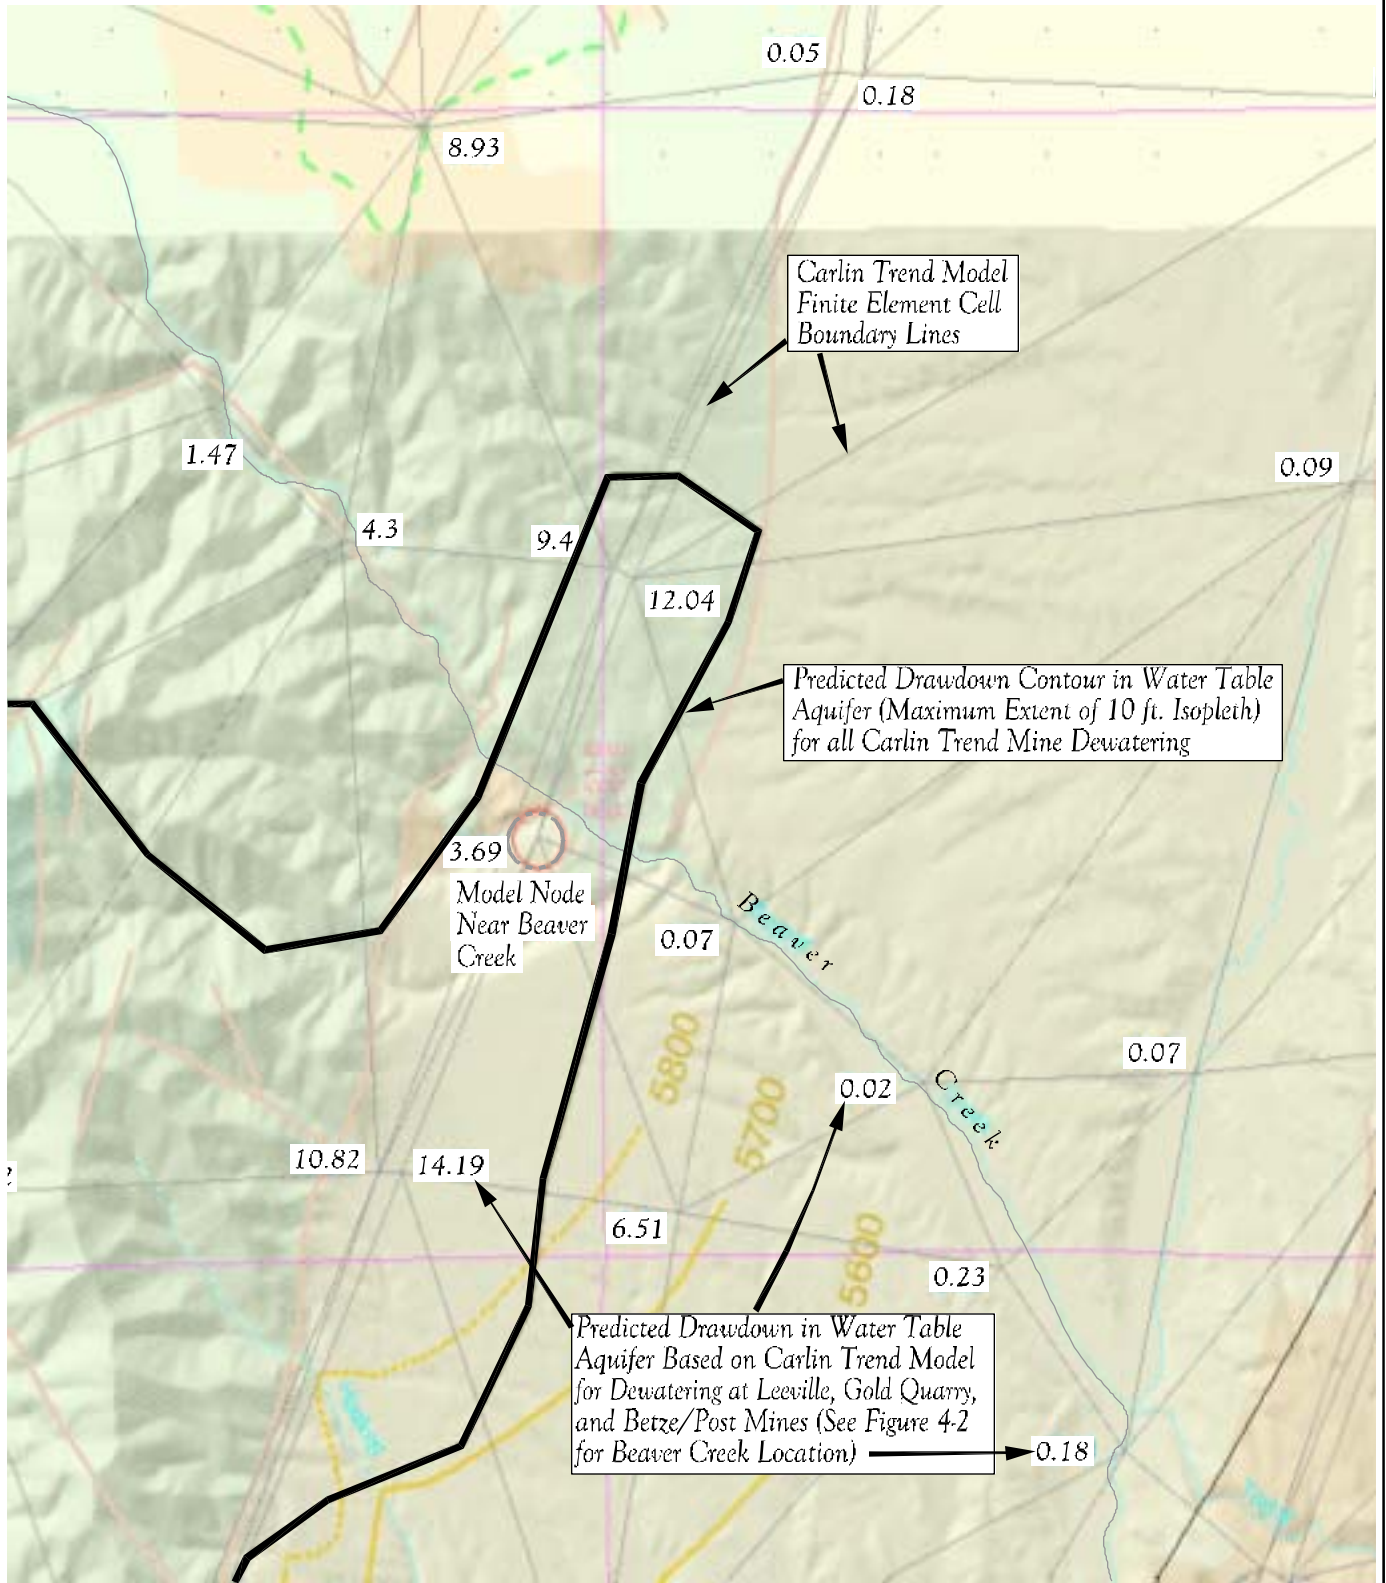 0.05
0.18
8.93
Carlin Trend Model
Finite Element Cell
Boundary Lines
1.47
0.09
4.3
9.4
12.04
Predicted Drawdown Contour in Water Table
Aquifer (Maximum Extent of 10 ft. Isopleth)
for all Carlin Trend Mine Dewatering
3.69
Model Node
Near Beaver
Creek
Beaver
0.07
5800
0.07
5700
0.02
Creek
10.82
14.19
6.51
5600
0.23
Predicted Drawdown in Water Table
Aquifer Based on Carlin Trend Model
for Dewatering at Leeville, Gold Quarry,
and Betze/Post Mines (See Figure 4-2
for Beaver Creek Location)
0.18